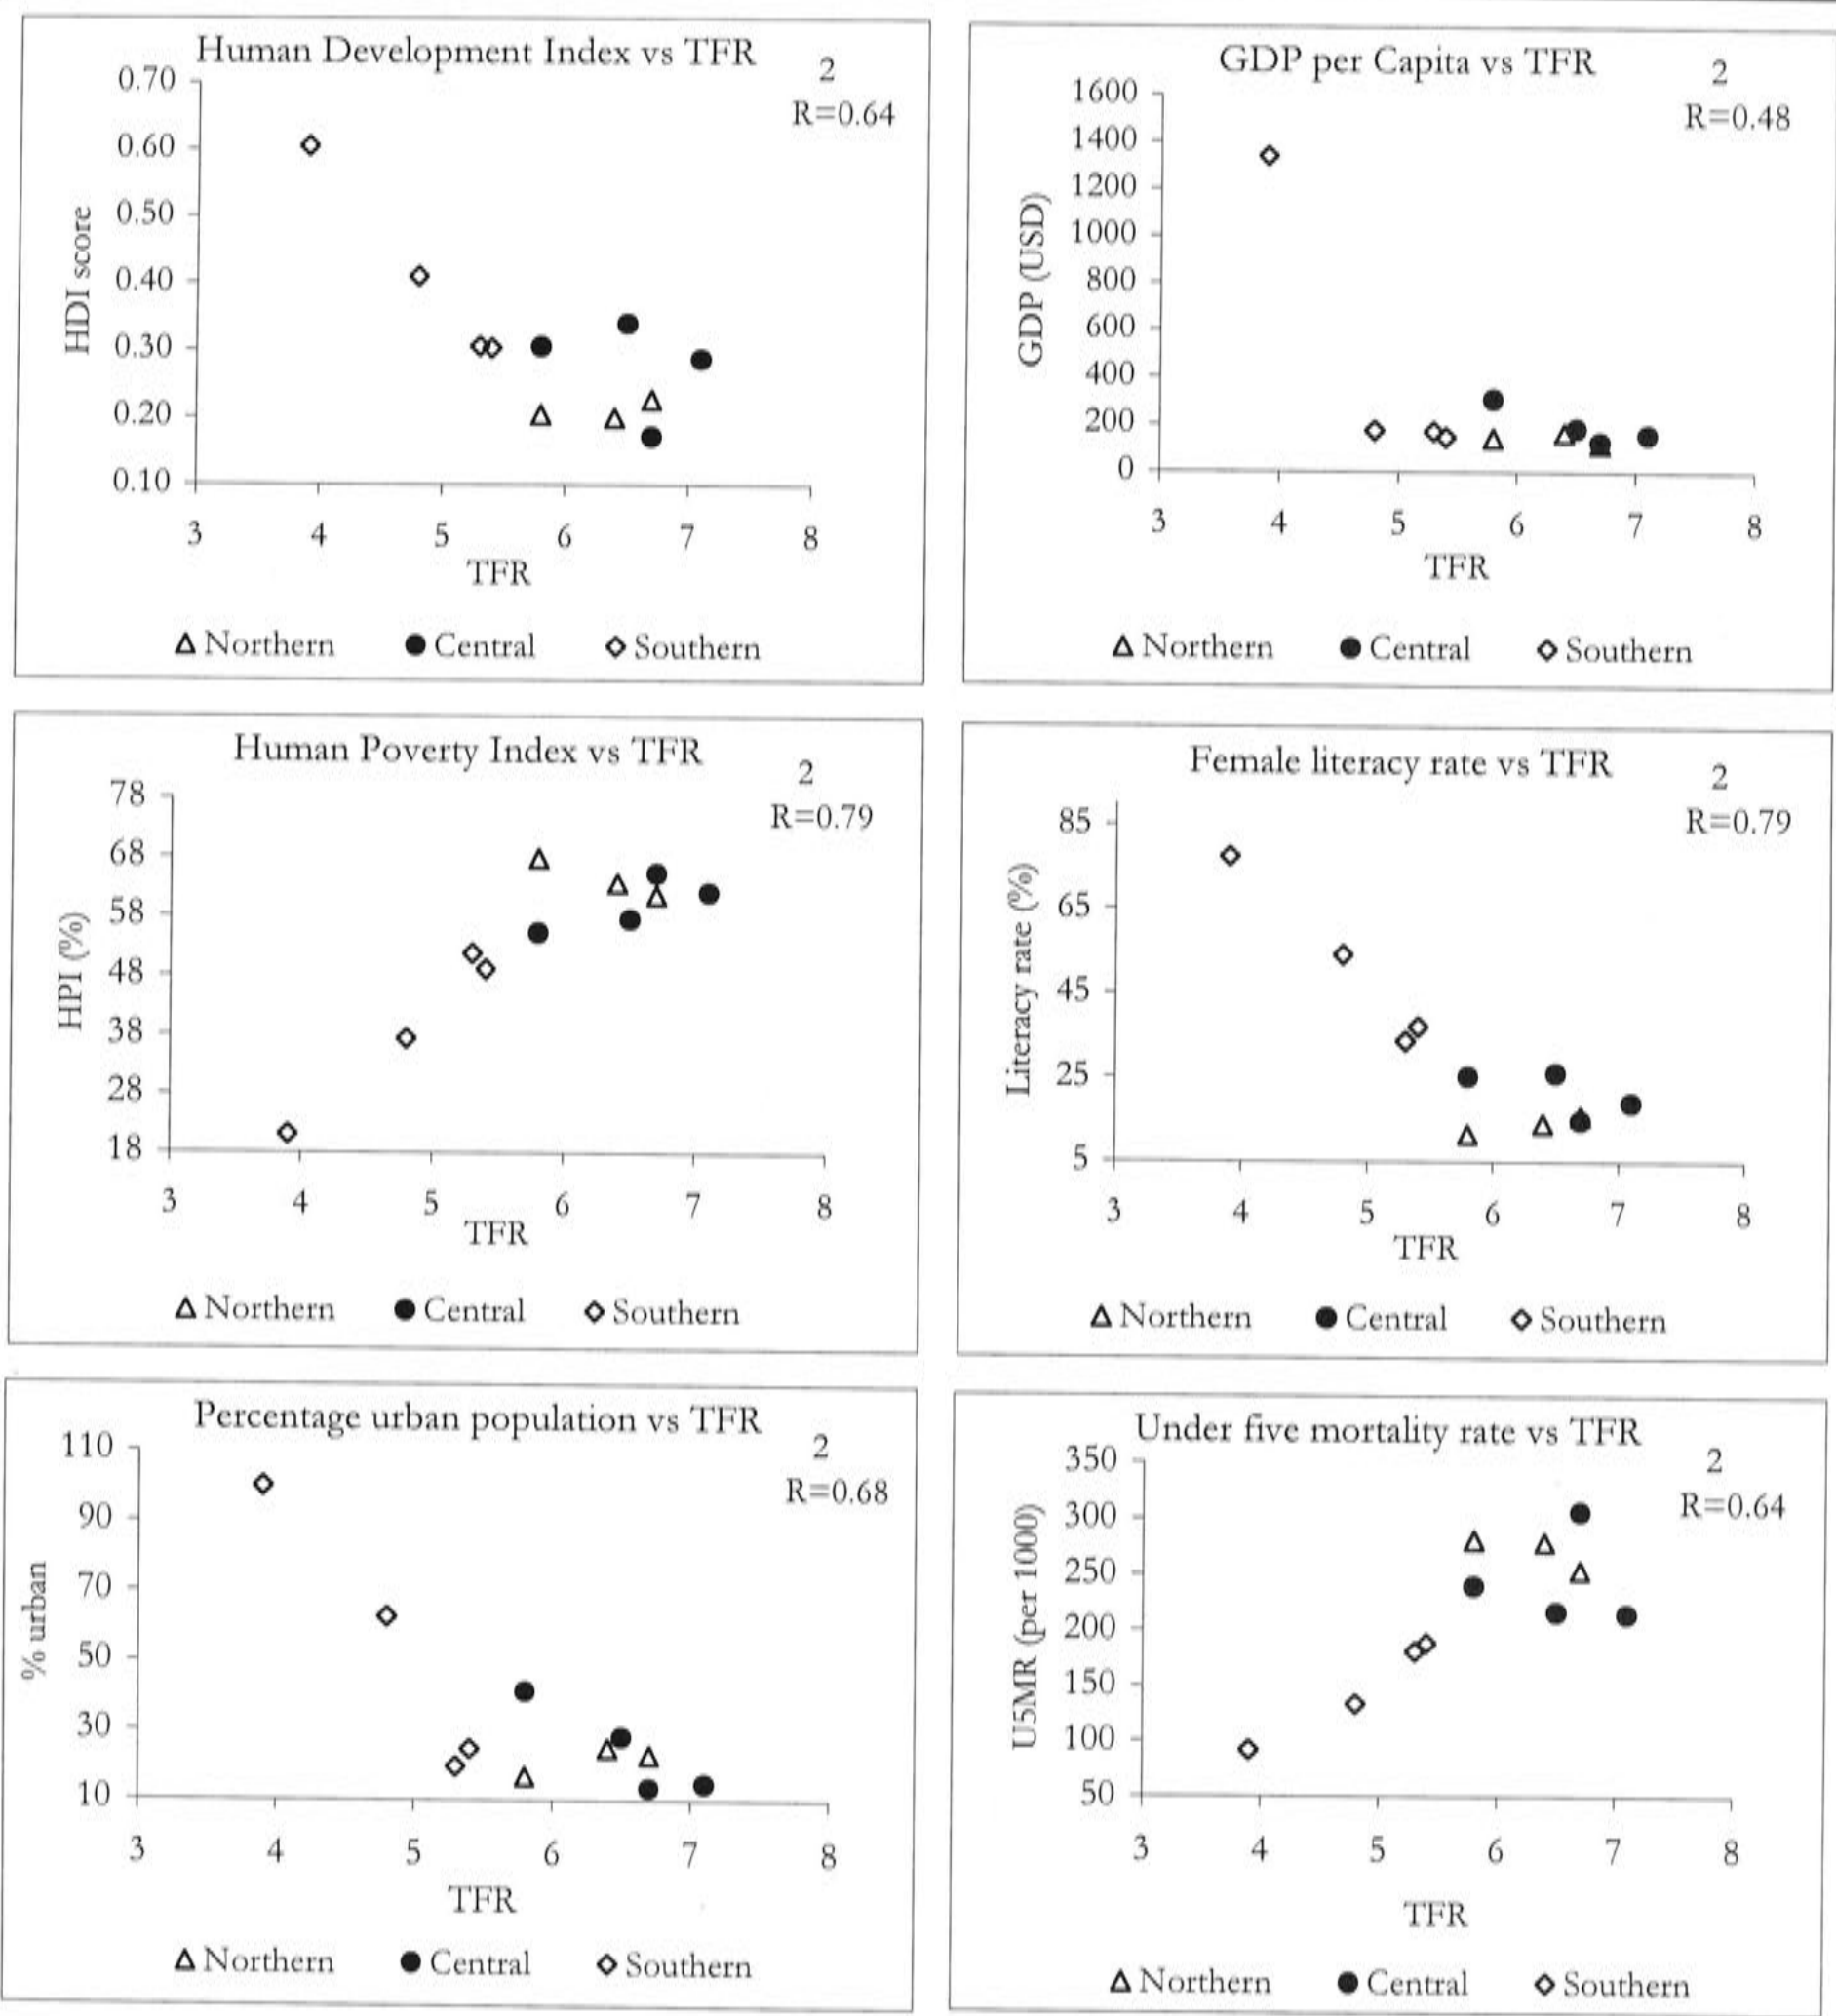 Human Development Index vs TFR
2
R=0.64
0.70
0.60
0.50
0.40
0.30
0.20
0.10
HDI score
3 4 5 6 7 8
TFR
Northern Central Southern
GDP per Capita vs TFR
2
R=0.48
1600
1400
1200
1000
800
600
400
200
0
GDP (USD)
3 4 5 6 7 8
TFR
Northern Central Southern
Human Poverty Index vs TFR
2
R=0.79
78
68
58
48
38
28
18
HPI (%)
3 4 5 6 7 8
TFR
Northern Central Southern
Female literacy rate vs TFR
2
R=0.79
85
65
45
25
5
Literacy rate (%)
3 4 5 6 7 8
TFR
Northern Central Southern
Percentage urban population vs TFR
2
R=0.68
110
90
70
50
30
10
% urban
3 4 5 6 7 8
TFR
Northern Central Southern
Under five mortality rate vs TFR
2
R=0.64
350
300
250
200
150
100
50
U5MR (per 1000)
3 4 5 6 7 8
TFR
Northern Central Southern